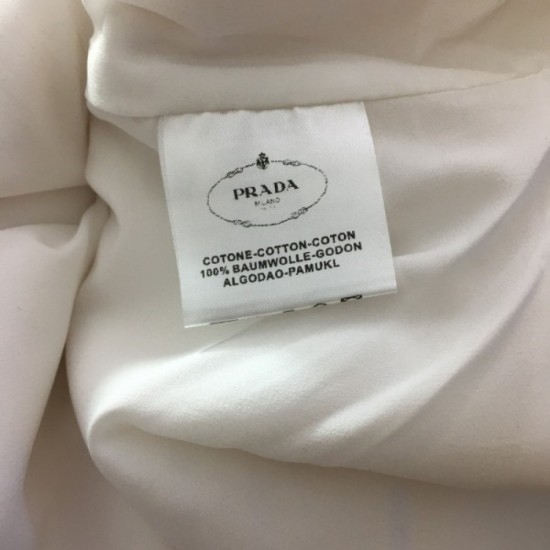 PRADA
MILANO
COTONE-COTTON-COTON
100% BAUMWOLLE-GODON
ALGODAO-PAMUKL